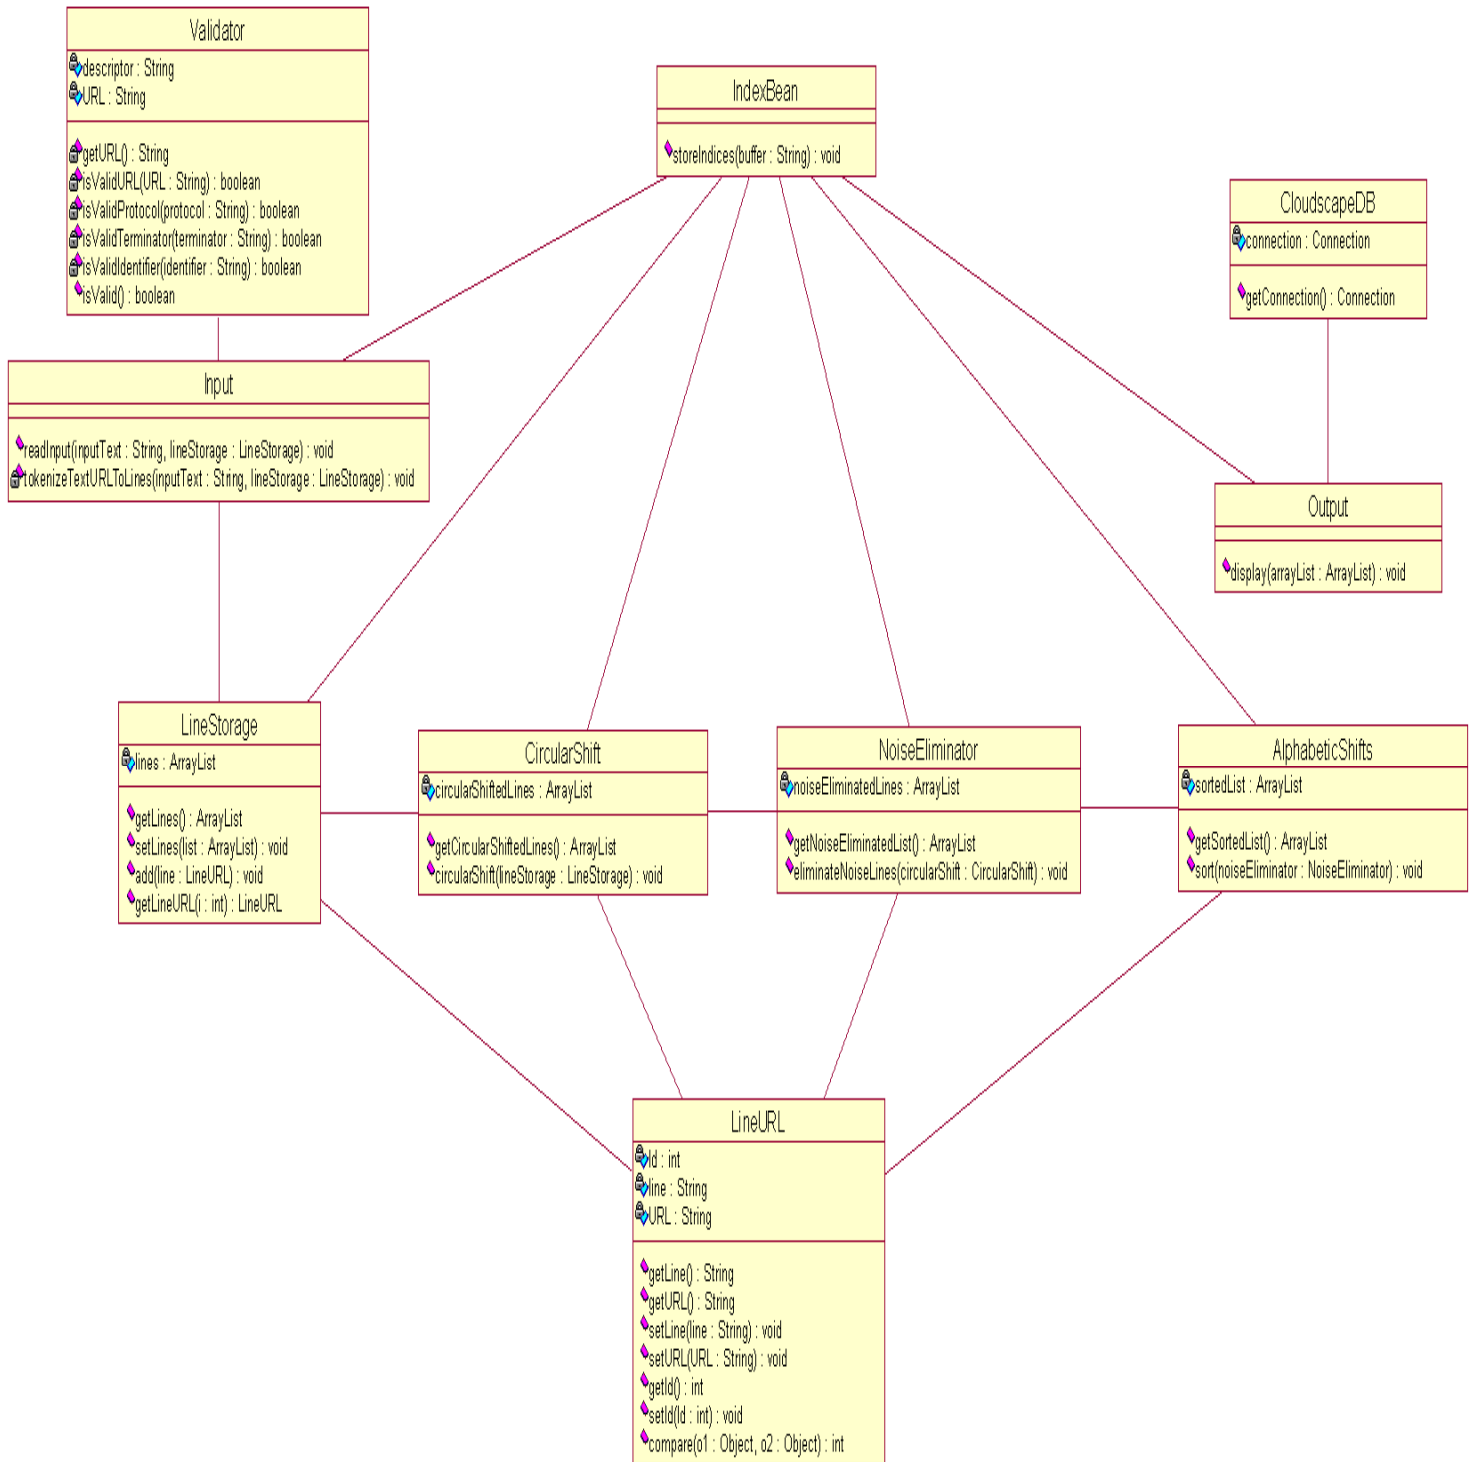 Validator
descriptor : String
URL : String
getURL() : String
isValidURL(URL : String) : boolean
isValidProtocol(protocol : String) : boolean
isValidTerminator(terminator : String) : boolean
isValidIdentifier(identifier : String) : boolean
isValid() : boolean
IndexBean
storeIndices(buffer : String) : void
CloudscapeDB
connection : Connection
getConnection() : Connection
Input
readInput(inputText : String, lineStorage : LineStorage) : void
tokenizeTextURLToLines(inputText : String, lineStorage : LineStorage) : void
Output
display(arrayList : ArrayList) : void
LineStorage
lines : ArrayList
getLines() : ArrayList
setLines(list : ArrayList) : void
add(line : LineURL) : void
getLineURL(i : int) : LineURL
CircularShift
circularShiftedLines : ArrayList
getCircularShiftedLines() : ArrayList
circularShift(lineStorage : LineStorage) : void
NoiseEliminator
noiseEliminatedLines : ArrayList
getNoiseEliminatedList() : ArrayList
eliminateNoiseLines(circularShift : CircularShift) : void
AlphabeticShifts
sortedList : ArrayList
getSortedList() : ArrayList
sort(noiseEliminator : NoiseEliminator) : void
LineURL
Id : int
line : String
URL : String
getLine() : String
getURL() : String
setLine(line : String) : void
setURL(URL : String) : void
getId() : int
setId(Id : int) : void
compare(o1 : Object, o2 : Object) : int